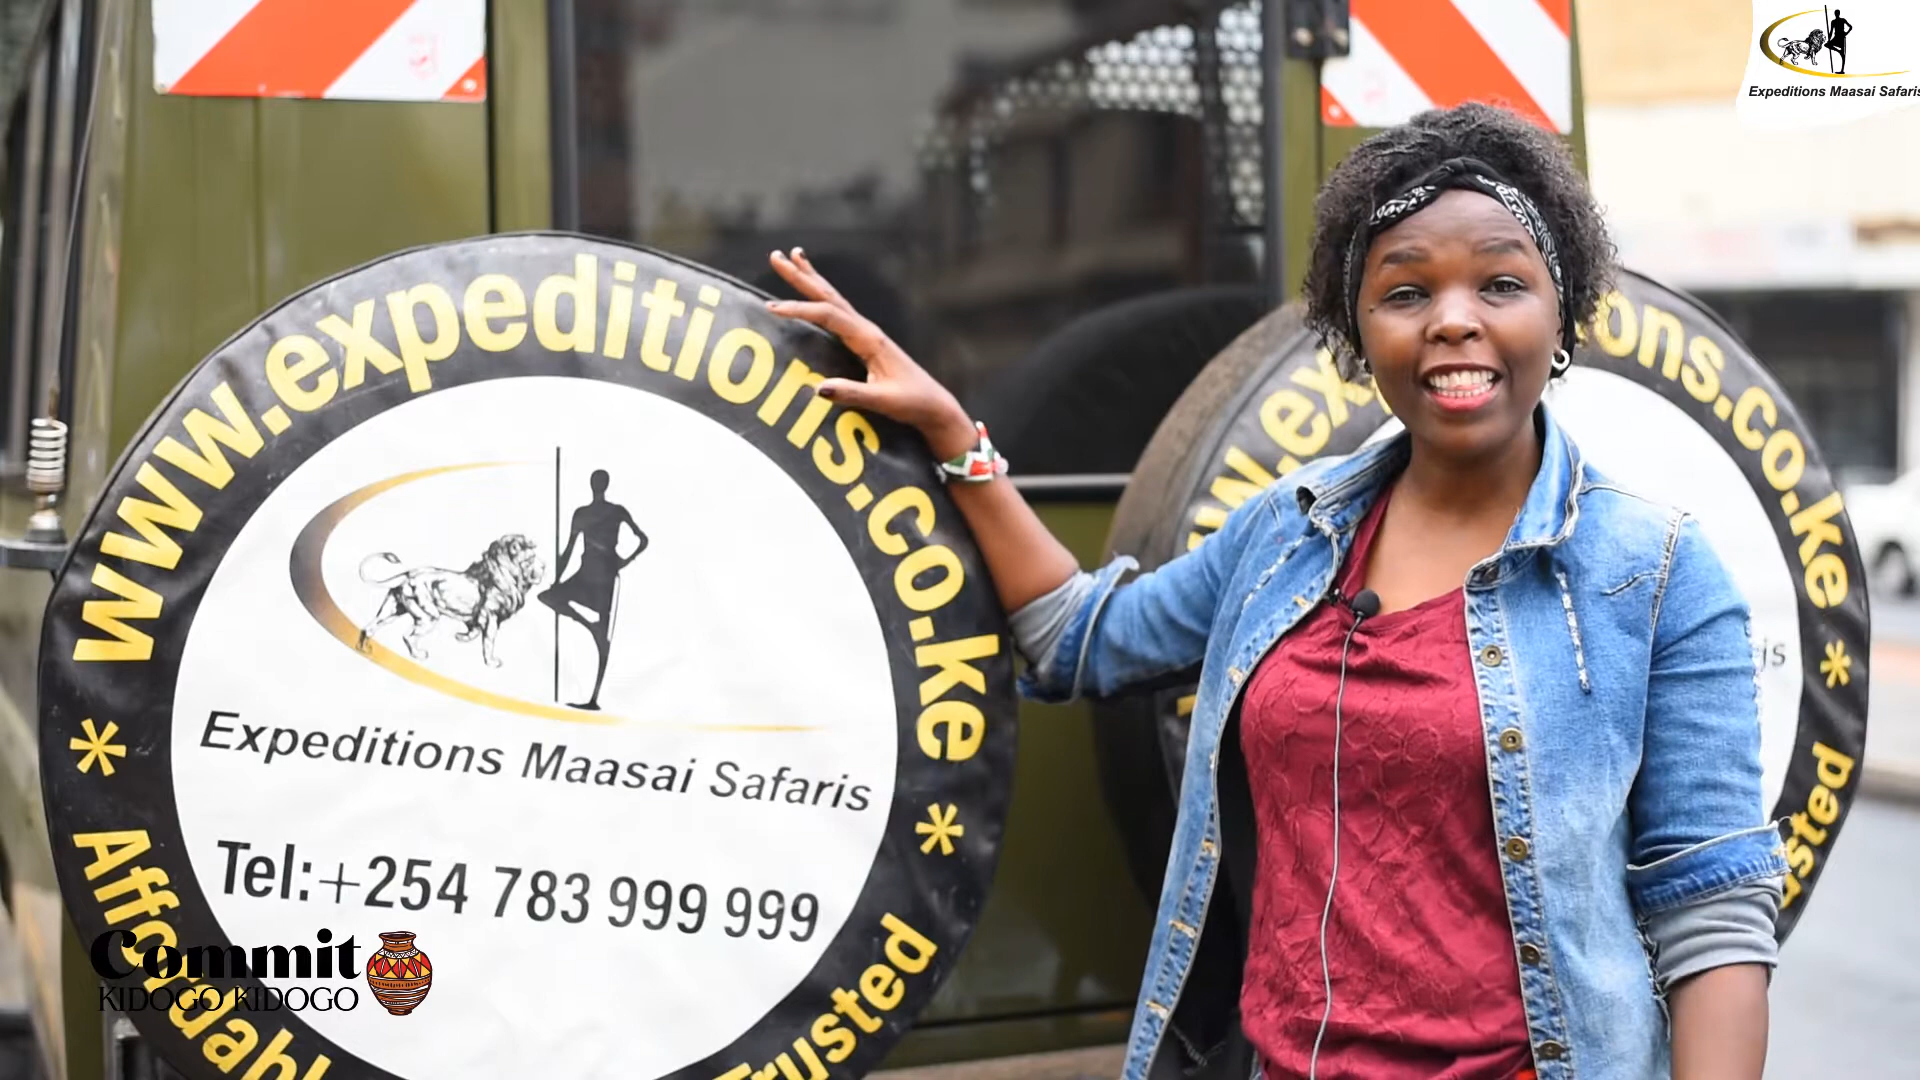 Expeditions Maasai Safaris
www.expeditions.co.ke
Expeditions Maasai Safaris
Tel:+254 783 999 999
* Affordabl
Trusted *
Commit
KIDOGO KIDOGO
ons.co.ke *